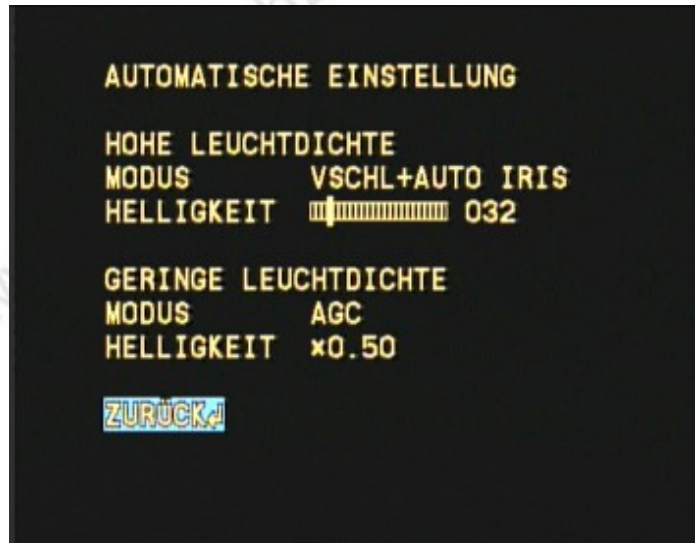 AUTOMATISCHE EINSTELLUNG
HOHE LEUCHTDICHTE
MODUS VSCHL+AUTO IRIS
HELLIGKEIT 032
GERINGE LEUCHTDICHTE
MODUS AGC
HELLIGKEIT ×0.50
ZURÜCK↲